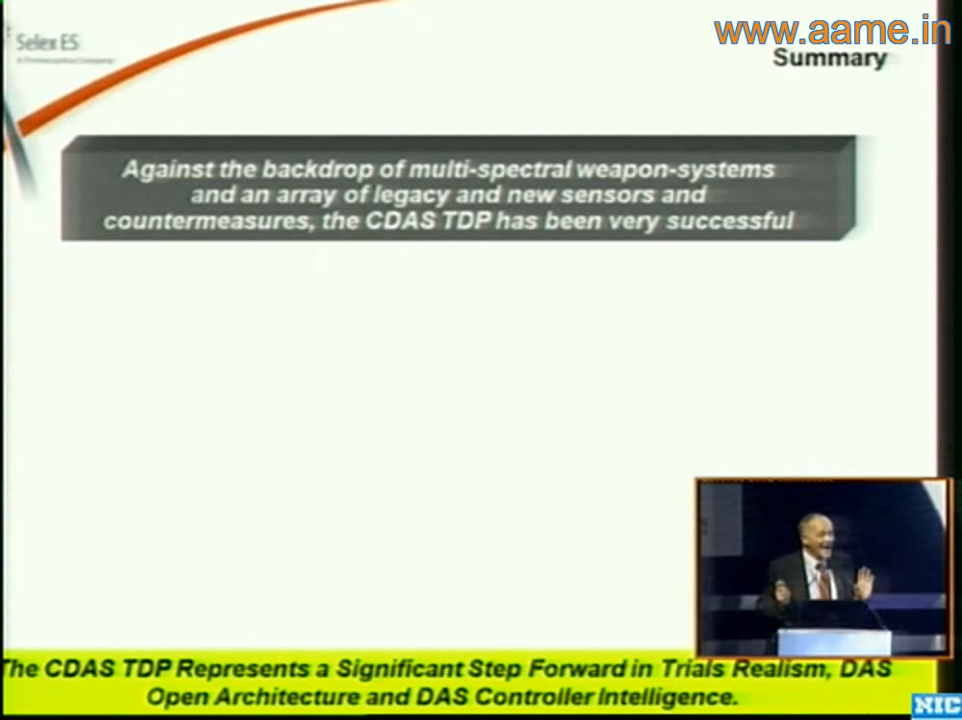 www.aame.in
Selex ES
Summary
Against the backdrop of multi-spectral weapon-systems
and an array of legacy and new sensors and
countermeasures, the CDAS TDP has been very successful
The CDAS TDP Represents a Significant Step Forward in Trials Realism, DAS
Open Architecture and DAS Controller Intelligence.
NIC